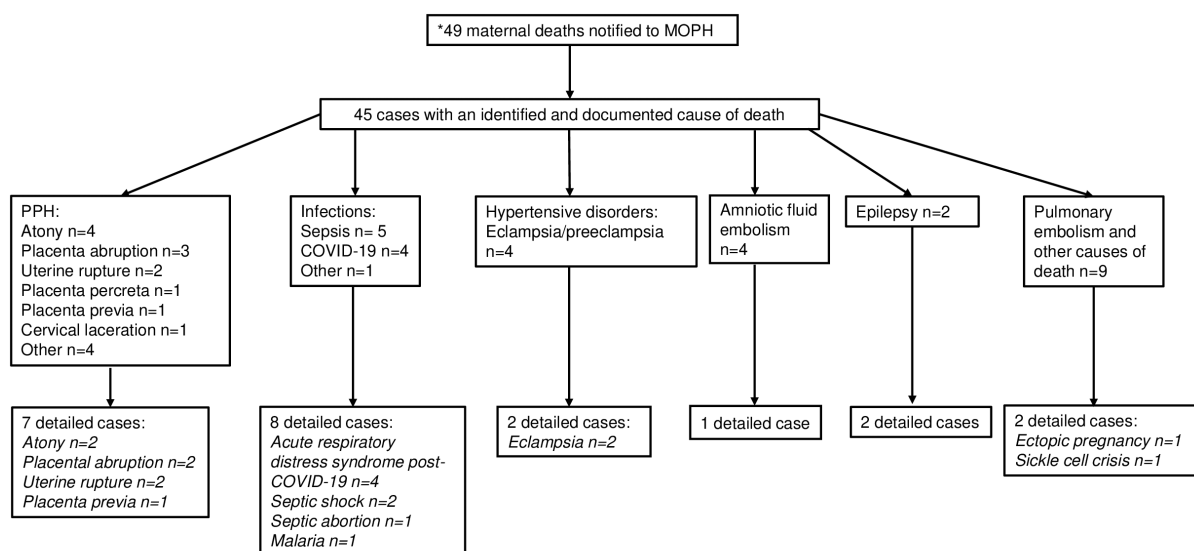 *49 maternal deaths notified to MOPH
45 cases with an identified and documented cause of death
PPH:
Atony n=4
Placenta abruption n=3
Uterine rupture n=2
Placenta percreta n=1
Placenta previa n=1
Cervical laceration n=1
Other n=4
Infections:
Sepsis n= 5
COVID-19 n=4
Other n=1
Hypertensive disorders:
Eclampsia/preeclampsia
n=4
Amniotic fluid
embolism
n=4
Epilepsy n=2
Pulmonary
embolism and
other causes of
death n=9
7 detailed cases:
Atony n=2
Placental abruption n=2
Uterine rupture n=2
Placenta previa n=1
8 detailed cases:
Acute respiratory
distress syndrome post-
COVID-19 n=4
Septic shock n=2
Septic abortion n=1
Malaria n=1
2 detailed cases:
Eclampsia n=2
1 detailed case
2 detailed cases
2 detailed cases:
Ectopic pregnancy n=1
Sickle cell crisis n=1